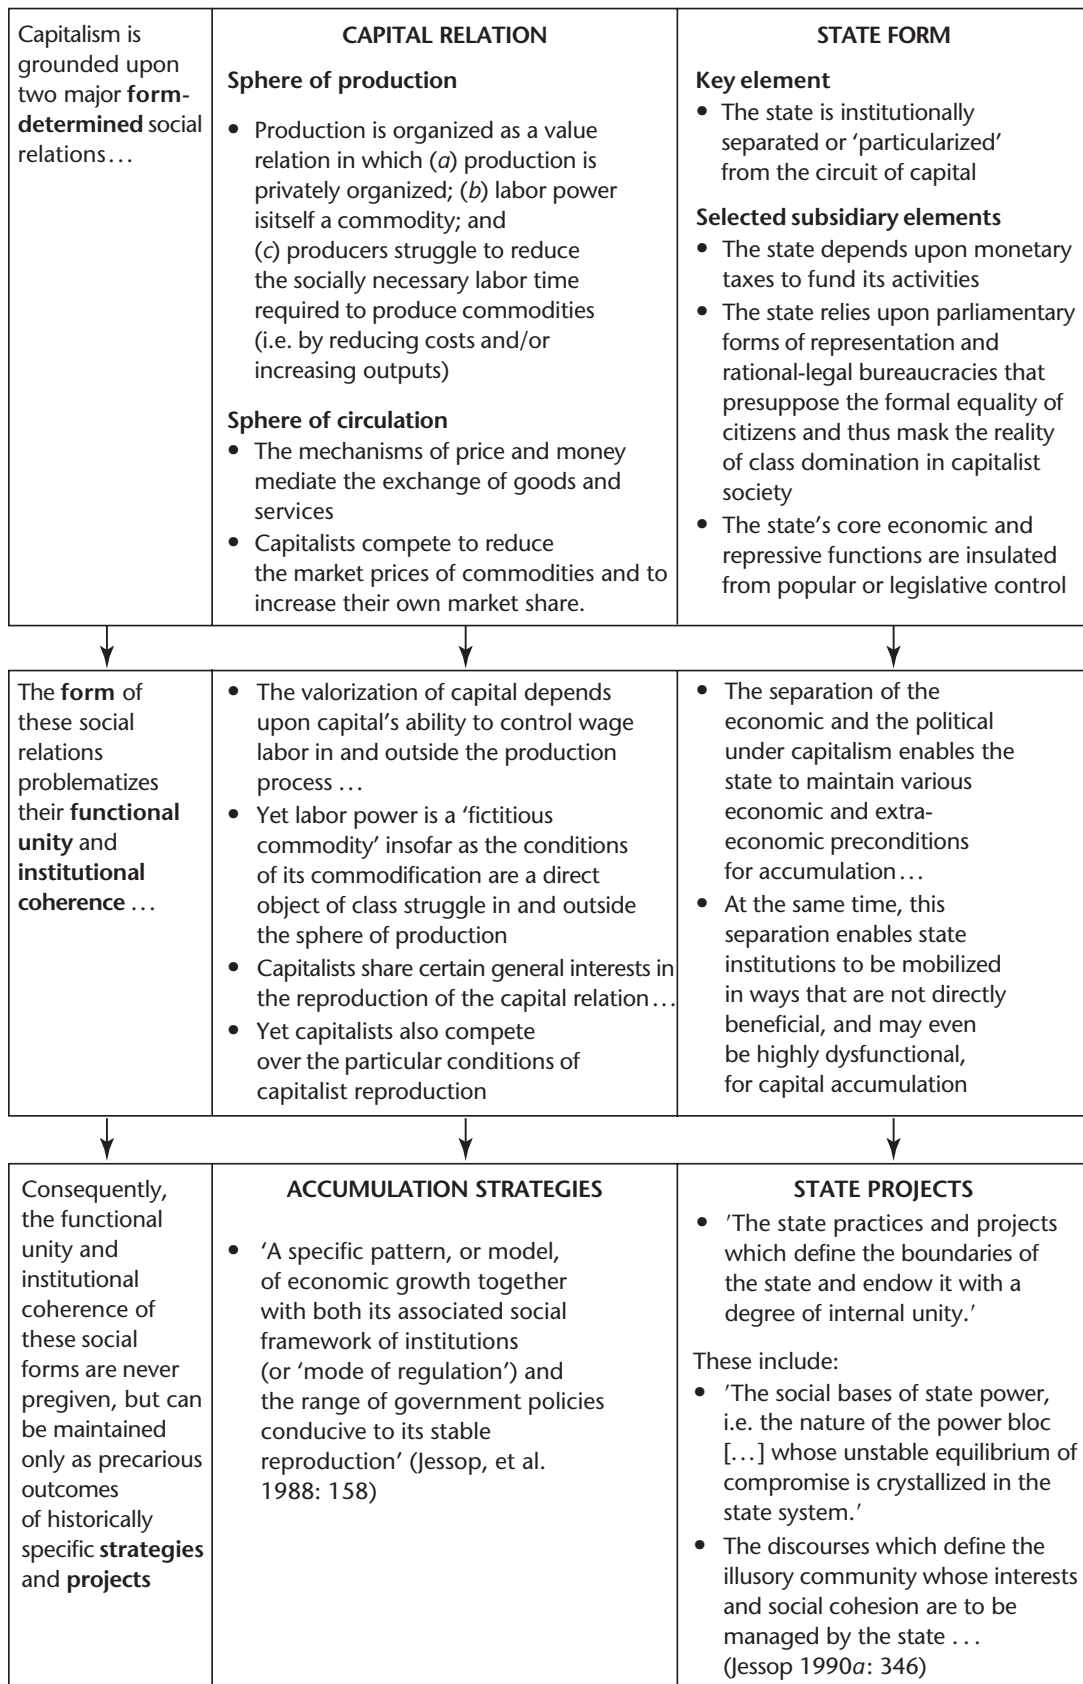 Capitalism is
grounded upon
two major form-
determined social
relations…
CAPITAL RELATION
Sphere of production
• Production is organized as a value
relation in which (a) production is
privately organized; (b) labor power
isitself a commodity; and
(c) producers struggle to reduce
the socially necessary labor time
required to produce commodities
(i.e. by reducing costs and/or
increasing outputs)
Sphere of circulation
• The mechanisms of price and money
mediate the exchange of goods and
services
• Capitalists compete to reduce
the market prices of commodities and to
increase their own market share.
STATE FORM
Key element
• The state is institutionally
separated or ‘particularized’
from the circuit of capital
Selected subsidiary elements
• The state depends upon monetary
taxes to fund its activities
• The state relies upon parliamentary
forms of representation and
rational-legal bureaucracies that
presuppose the formal equality of
citizens and thus mask the reality
of class domination in capitalist
society
• The state’s core economic and
repressive functions are insulated
from popular or legislative control
The form of
these social
relations
problematizes
their functional
unity and
institutional
coherence …
• The valorization of capital depends
upon capital’s ability to control wage
labor in and outside the production
process …
• Yet labor power is a ‘fictitious
commodity’ insofar as the conditions
of its commodification are a direct
object of class struggle in and outside
the sphere of production
• Capitalists share certain general interests in
the reproduction of the capital relation…
• Yet capitalists also compete
over the particular conditions of
capitalist reproduction
• The separation of the
economic and the political
under capitalism enables the
state to maintain various
economic and extra-
economic preconditions
for accumulation…
• At the same time, this
separation enables state
institutions to be mobilized
in ways that are not directly
beneficial, and may even
be highly dysfunctional,
for capital accumulation
Consequently,
the functional
unity and
institutional
coherence of
these social
forms are never
pregiven, but can
be maintained
only as precarious
outcomes
of historically
specific strategies
and projects
ACCUMULATION STRATEGIES
• ‘A specific pattern, or model,
of economic growth together
with both its associated social
framework of institutions
(or ‘mode of regulation’) and
the range of government policies
conducive to its stable
reproduction’ (Jessop, et al.
1988: 158)
STATE PROJECTS
• ’The state practices and projects
which define the boundaries of
the state and endow it with a
degree of internal unity.’
These include:
• ’The social bases of state power,
i.e. the nature of the power bloc
[…] whose unstable equilibrium of
compromise is crystallized in the
state system.’
• The discourses which define the
illusory community whose interests
and social cohesion are to be
managed by the state …
(Jessop 1990a: 346)